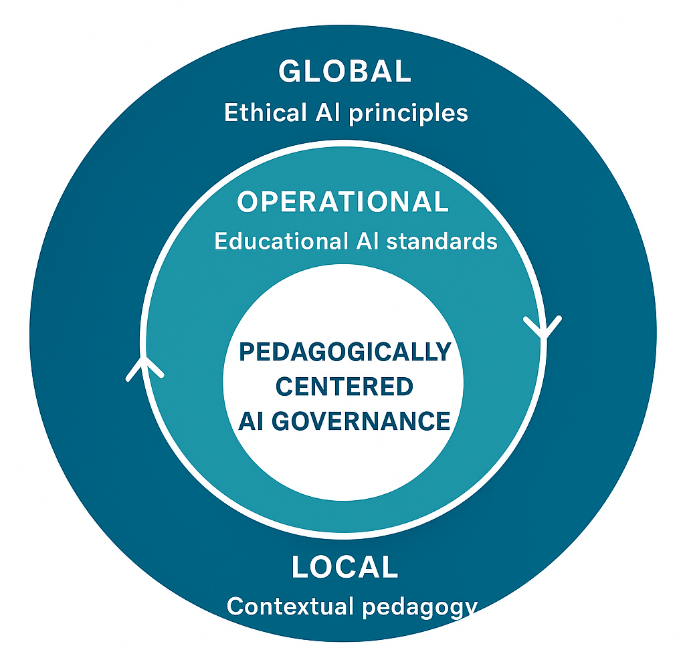 GLOBAL
Ethical AI principles
OPERATIONAL
Educational AI standards
PEDAGOGICALLY
CENTERED
AI GOVERNANCE
LOCAL
Contextual pedagogy